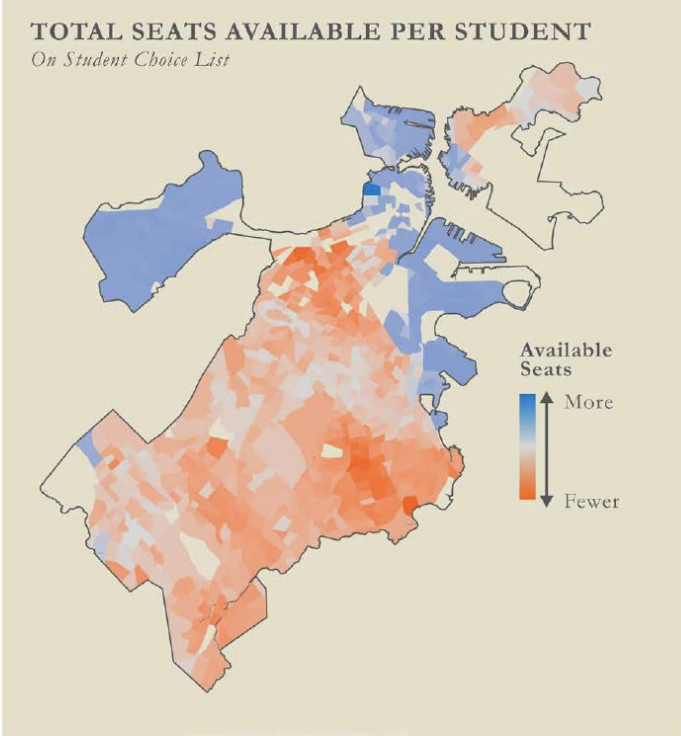 TOTAL SEATS AVAILABLE PER STUDENT
On Student Choice List
Available
Seats
More
Fewer